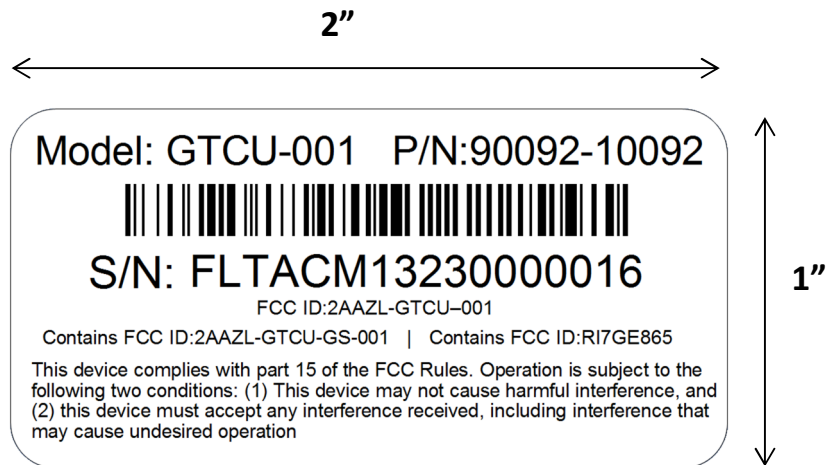 2”
Model: GTCU-001 P/N:90092-10092
S/N: FLTACM13230000016
1”
FCC ID:2AAZL-GTCU–001
Contains FCC ID:2AAZL-GTCU-GS-001 | Contains FCC ID:RI7GE865
This device complies with part 15 of the FCC Rules. Operation is subject to the
following two conditions: (1) This device may not cause harmful interference, and
(2) this device must accept any interference received, including interference that
may cause undesired operation